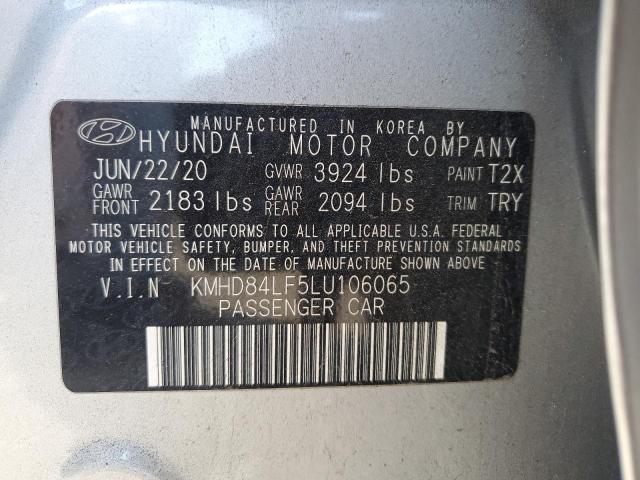 MANUFACTURED IN KOREA BY
HYUNDAI MOTOR COMPANY
JUN/22/20 GVWR 3924 lbs PAINT T2X
GAWR FRONT 2183 lbs GAWR REAR 2094 lbs TRIM TRY
THIS VEHICLE CONFORMS TO ALL APPLICABLE U.S.A. FEDERAL
MOTOR VEHICLE SAFETY, BUMPER, AND THEFT PREVENTION STANDARDS
IN EFFECT ON THE DATE OF MANUFACTURE SHOWN ABOVE.
V.I.N KMHD84LF5LU106065
PASSENGER CAR